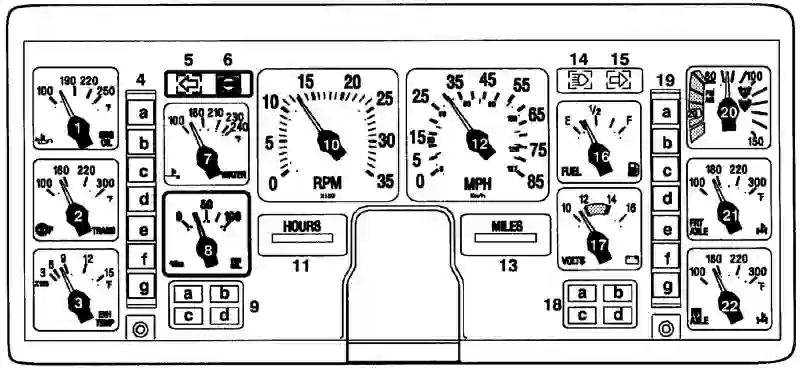 5 6
14 15
4
19
100 190 220 250 °F
1
ENG OIL
100 180 220 300 °F
2
TRANS
3 6 9 12 15
X100 °F
3
EXH TEMP
a
b
c
d
e
f
g
100 160 210 230 240 °F
7
WATER
0 50 100
8
a b
c d
9
0 5 10 15 20 25 30 35
10
RPM
X100
HOURS
11
0 15 25 35 45 55 65 75 85
12
MPH
Km/h
MILES
13
E 1/2 F
16
FUEL
10 12 14 16
17
VOLTS
18
a b
c d
a
b
c
d
e
f
g
60 100
20
150
100 180 220 300 °F
21
FRT AXLE
100 180 220 300 °F
22
AXLE